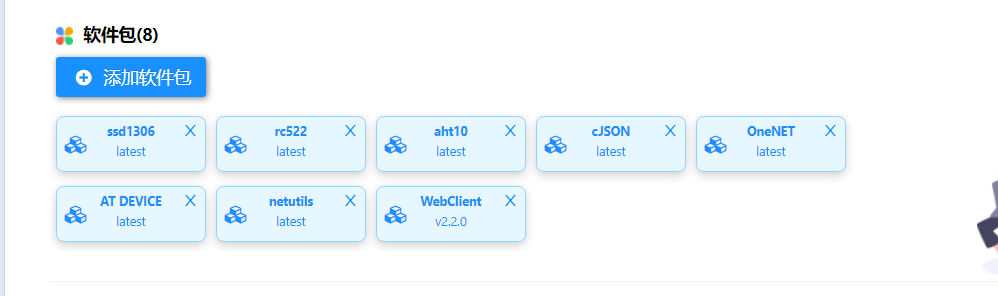 软件包(8)
添加软件包
ssd1306 X
latest
rc522 X
latest
aht10 X
latest
cJSON X
latest
OneNET X
latest
AT DEVICE X
latest
netutils X
latest
WebClient X
v2.2.0